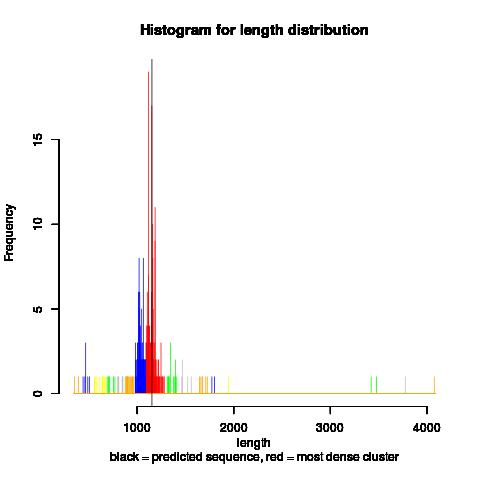 Histogram for length distribution
15
10
5
0
Frequency
1000 2000 3000 4000
length
black = predicted sequence, red = most dense cluster